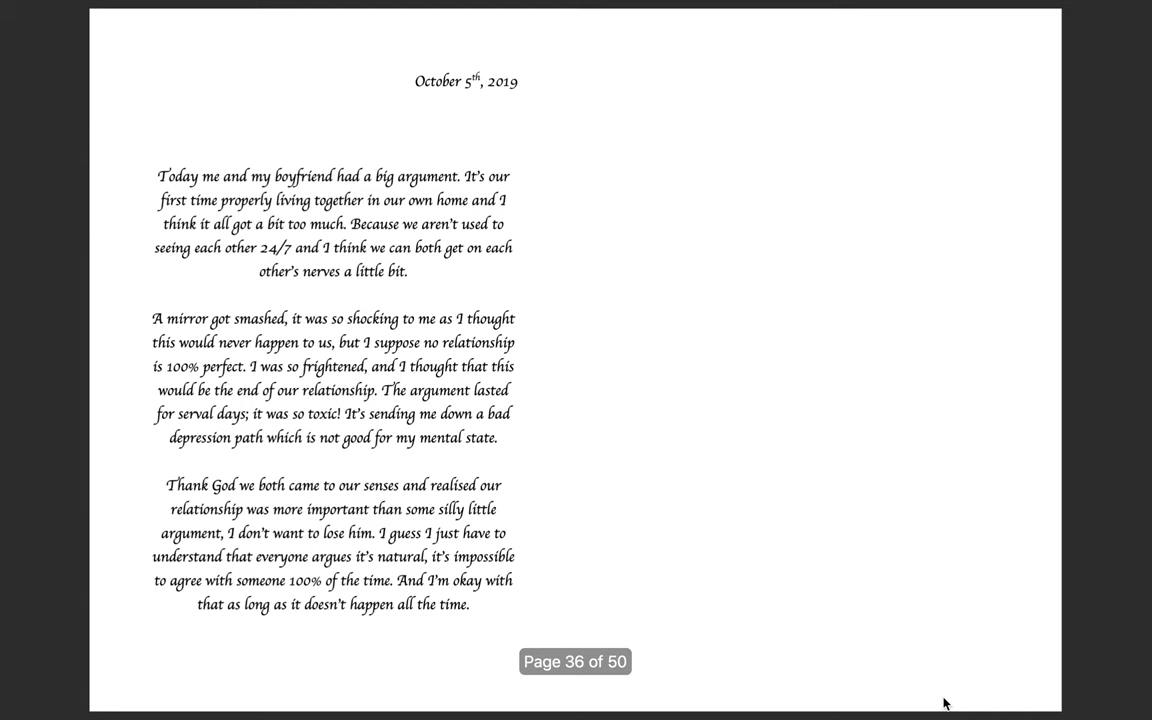 October 5th, 2019
Today me and my boyfriend had a big argument. It's our
first time properly living together in our own home and I
think it all got a bit too much. Because we aren't used to
seeing each other 24/7 and I think we can both get on each
other's nerves a little bit.
A mirror got smashed, it was so shocking to me as I thought
this would never happen to us, but I suppose no relationship
is 100% perfect. I was so frightened, and I thought that this
would be the end of our relationship. The argument lasted
for serval days; it was so toxic! It's sending me down a bad
depression path which is not good for my mental state.
Thank God we both came to our senses and realised our
relationship was more important than some silly little
argument, I don't want to lose him. I guess I just have to
understand that everyone argues it's natural, it's impossible
to agree with someone 100% of the time. And I'm okay with
that as long as it doesn't happen all the time.
Page 36 of 50